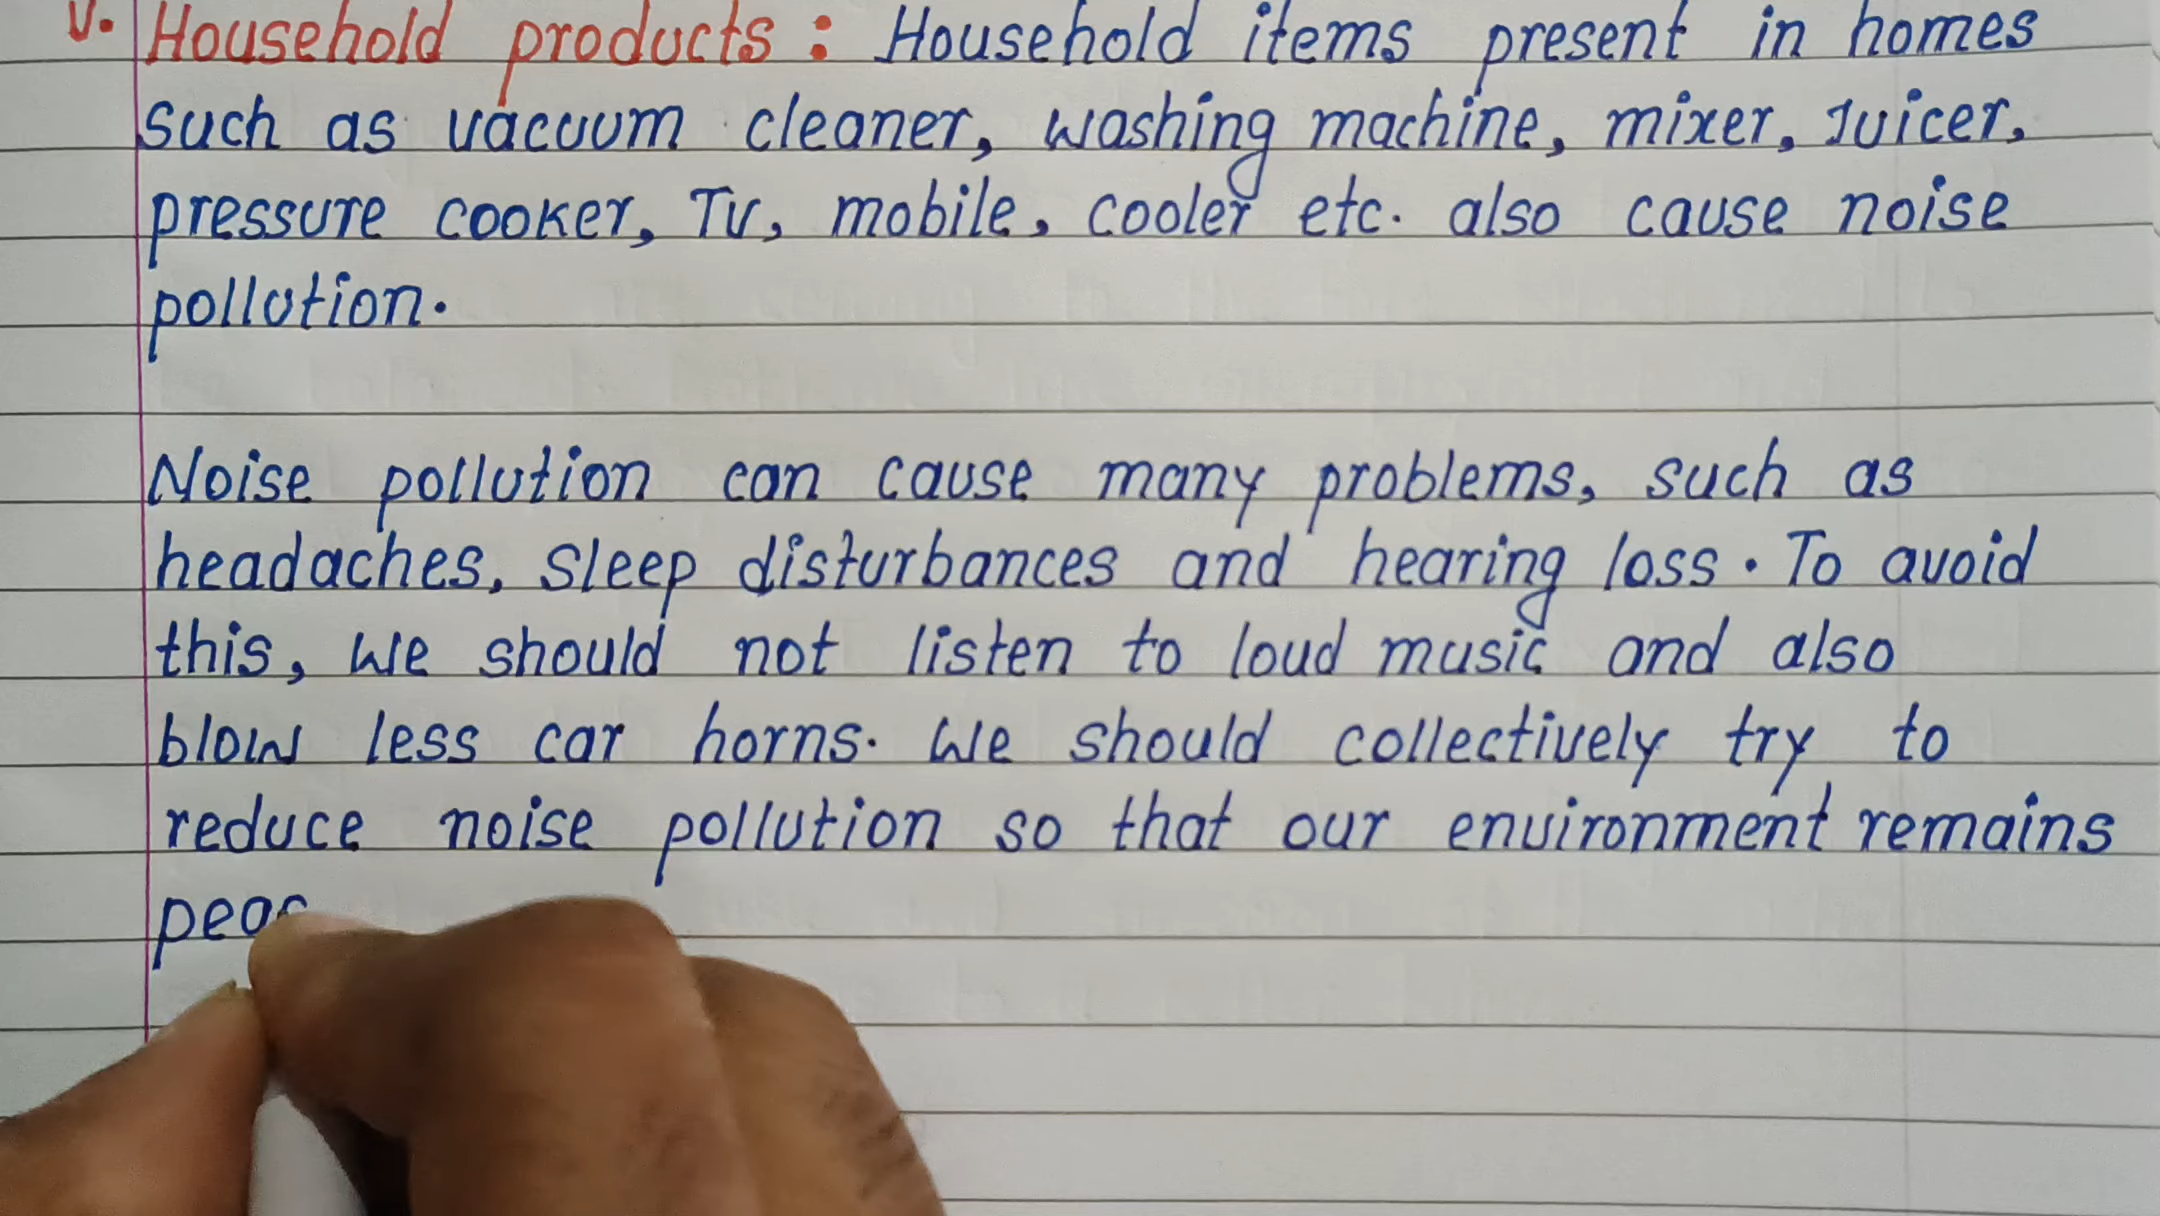 v. Household products : Household items present in homes
such as vacuum cleaner, washing machine, mixer, Juicer,
pressure cooker, TV, mobile, cooler etc. also cause noise
pollution.
Noise pollution can cause many problems, such as
headaches, sleep disturbances and hearing loss. To avoid
this, we should not listen to loud music and also
blow less car horns. We should collectively try to
reduce noise pollution so that our environment remains
peac